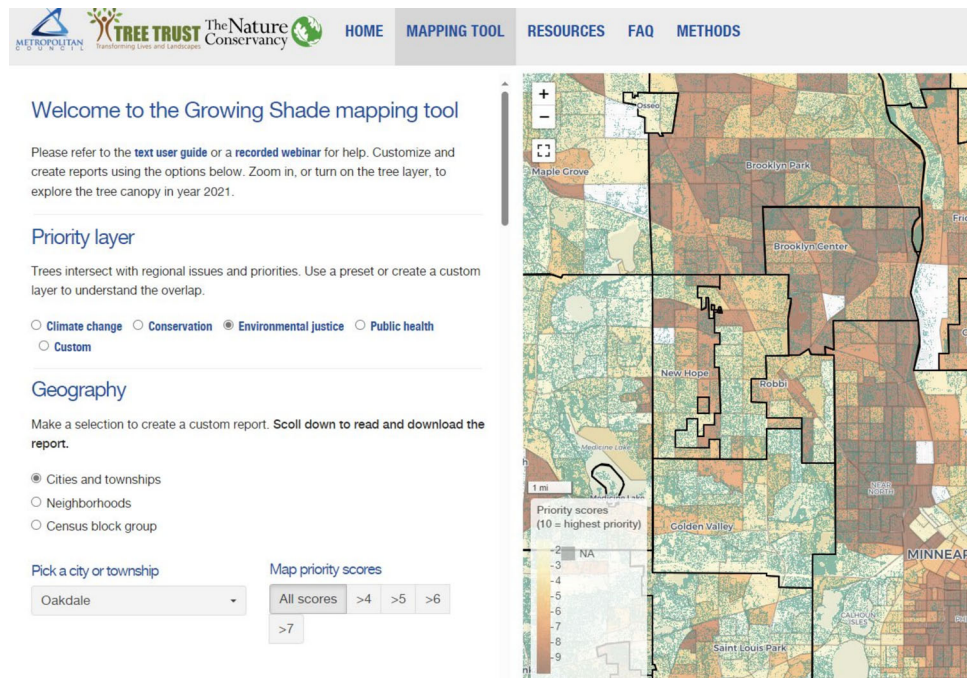 METROPOLITAN
COUNCIL
TREE TRUST
Transforming Lives and Landscapes
The Nature
Conservancy
HOME
MAPPING TOOL
RESOURCES
FAQ
METHODS
Welcome to the Growing Shade mapping tool
Please refer to the text user guide or a recorded webinar for help. Customize and
create reports using the options below. Zoom in, or turn on the tree layer, to
explore the tree canopy in year 2021.
Priority layer
Trees intersect with regional issues and priorities. Use a preset or create a custom
layer to understand the overlap.
Climate change Conservation Environmental justice Public health
Custom
Geography
Make a selection to create a custom report. Scoll down to read and download the
report.
Cities and townships
Neighborhoods
Census block group
Pick a city or township
Oakdale
Map priority scores
All scores >4 >5 >6
>7
+
−
Osseo
Maple Grove
Brooklyn Park
Fri
Brooklyn Center
New Hope
Robbi
Medicine Lake
1 mi
Medicine Lake
NEAR
NORTH
Priority scores
(10 = highest priority)
NA
-2
-3
-4
-5
-6
-7
-8
-9
Golden Valley
MINNEAP
CALHOUN
ISLES
Saint Louis Park